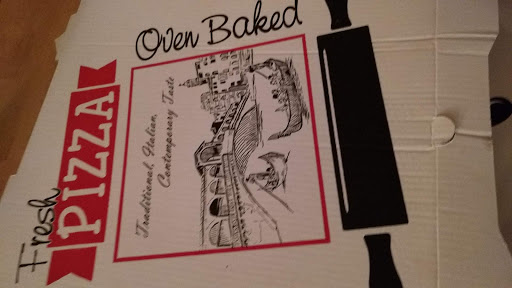 Fresh
PIZZA
Traditional, Italian,
Contemporary Taste
Oven Baked